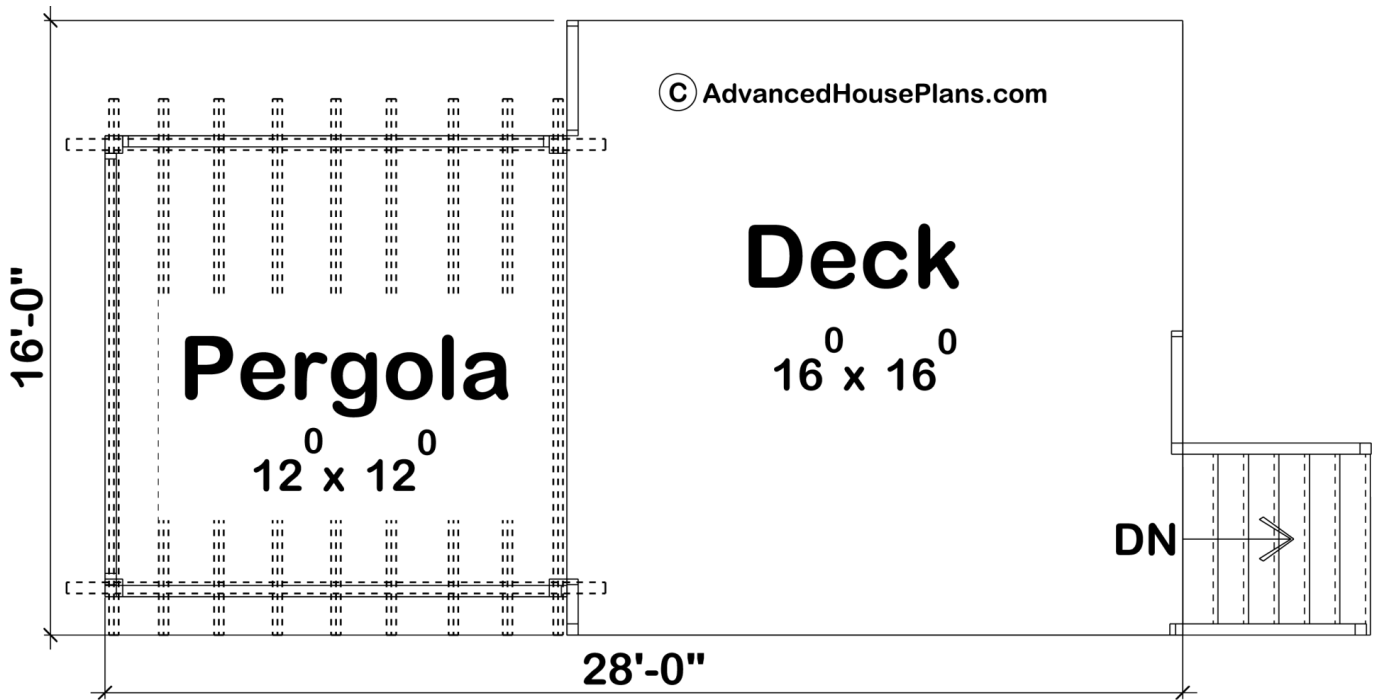 © AdvancedHousePlans.com
Deck
16⁰ x 16⁰
16'-0"
Pergola
12⁰ x 12⁰
DN
28'-0"